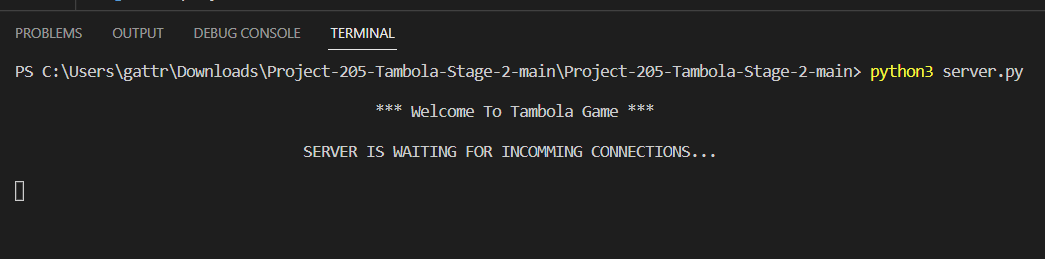 PROBLEMS OUTPUT DEBUG CONSOLE TERMINAL
PS C:\Users\gattr\Downloads\Project-205-Tambola-Stage-2-main\Project-205-Tambola-Stage-2-main> python3 server.py
*** Welcome To Tambola Game ***
SERVER IS WAITING FOR INCOMMING CONNECTIONS...